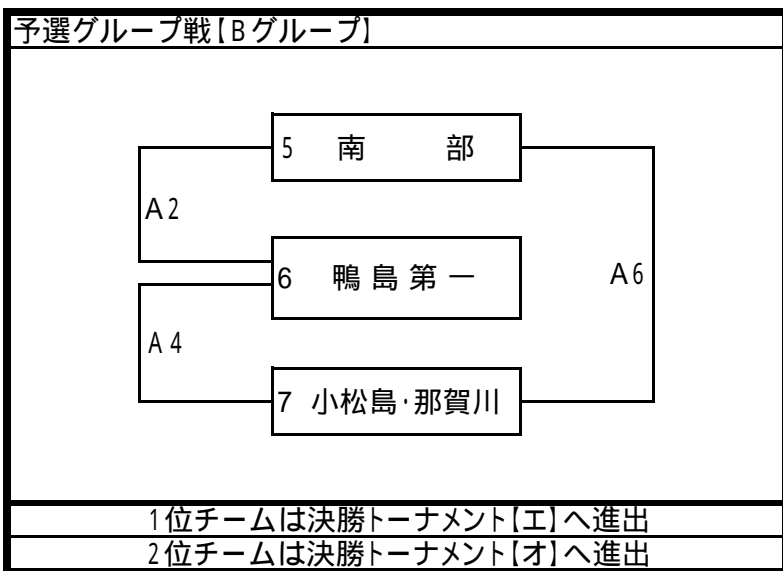 予選グループ戦【Bグループ】
5 南 部
A2
6 鴨島第一
A6
A4
7 小松島・那賀川
1位チームは決勝トーナメント【エ】へ進出
2位チームは決勝トーナメント【オ】へ進出